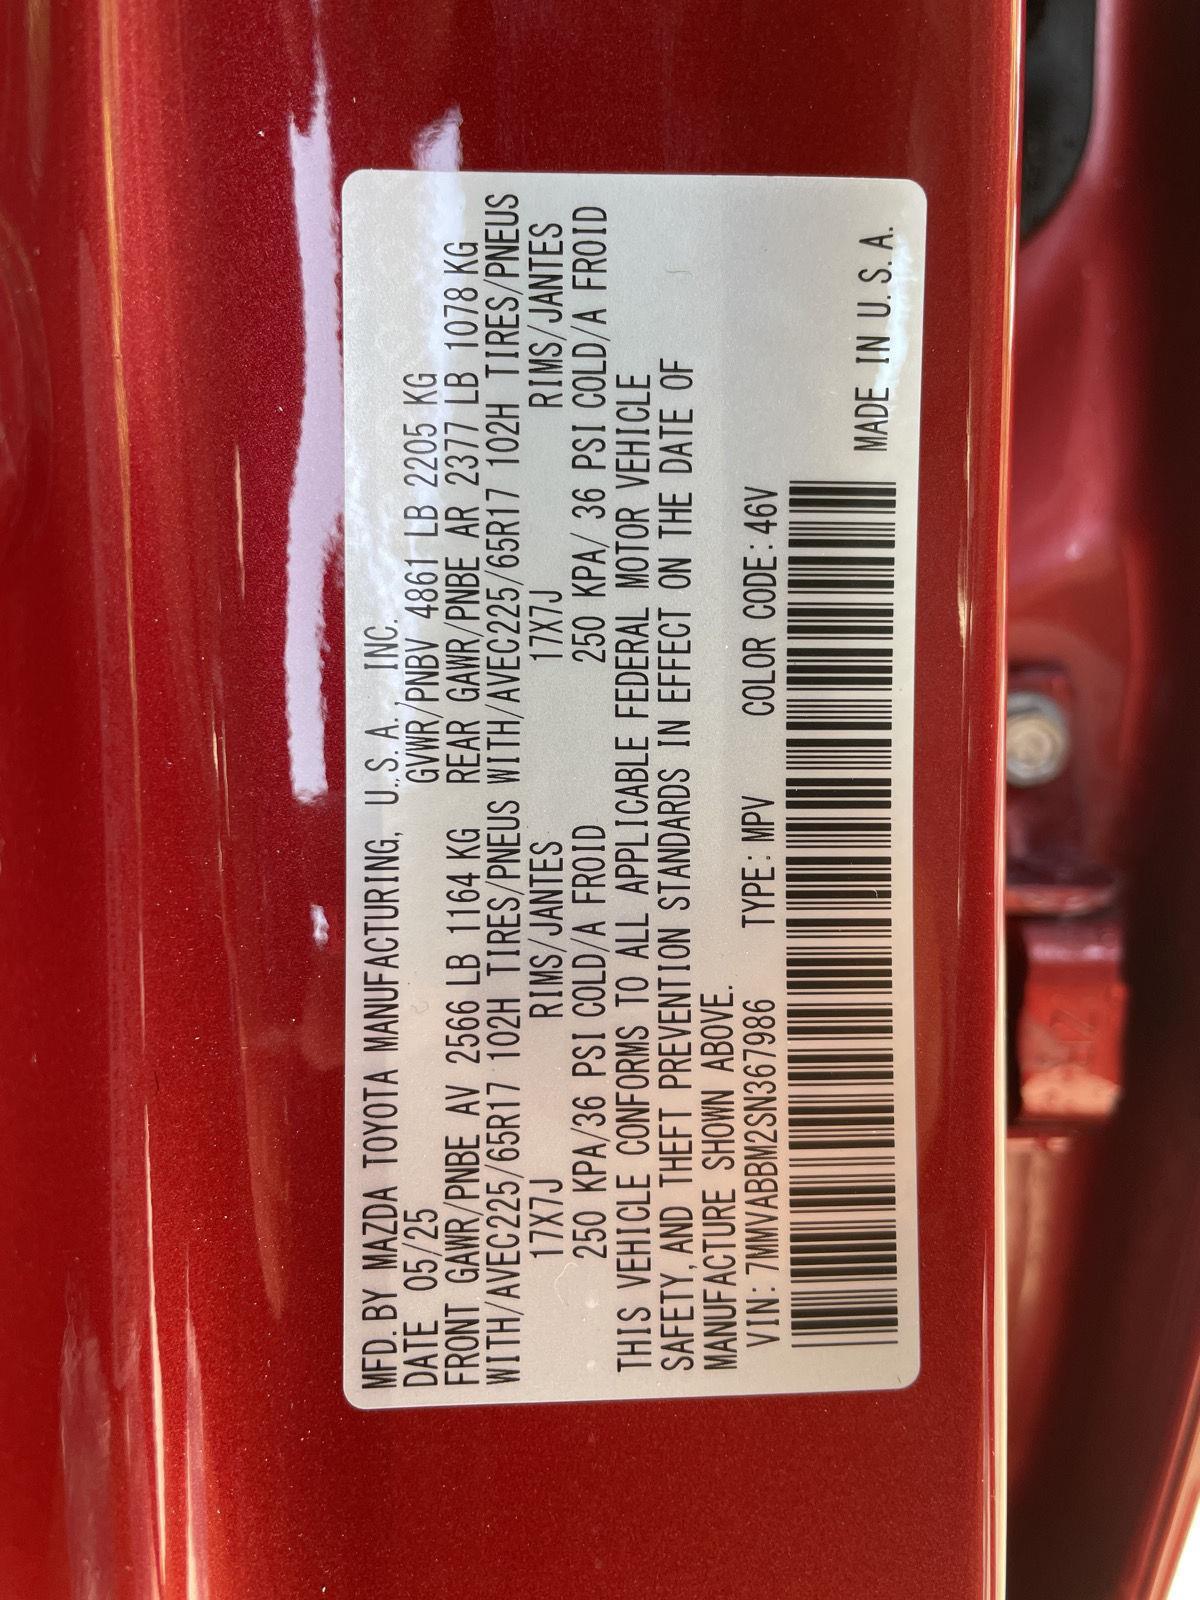 MFD. BY MAZDA TOYOTA MANUFACTURING, U.S.A., INC.
DATE 05/25 GVWR/PNBV 4861 LB 2205 KG
FRONT GAWR/PNBE AV 2566 LB 1164 KG REAR GAWR/PNBE AR 2377 LB 1078 KG
WITH/AVEC225/65R17 102H TIRES/PNEUS WITH/AVEC225/65R17 102H TIRES/PNEUS
17X7J RIMS/JANTES 17X7J RIMS/JANTES
250 KPA/36 PSI COLD/A FROID 250 KPA/ 36 PSI COLD/A FROID
THIS VEHICLE CONFORMS TO ALL APPLICABLE FEDERAL MOTOR VEHICLE
SAFETY, AND THEFT PREVENTION STANDARDS IN EFFECT ON THE DATE OF
MANUFACTURE SHOWN ABOVE.
VIN: 7MMVABBM2SN367986 TYPE: MPV COLOR CODE: 46V
MADE IN U.S.A.